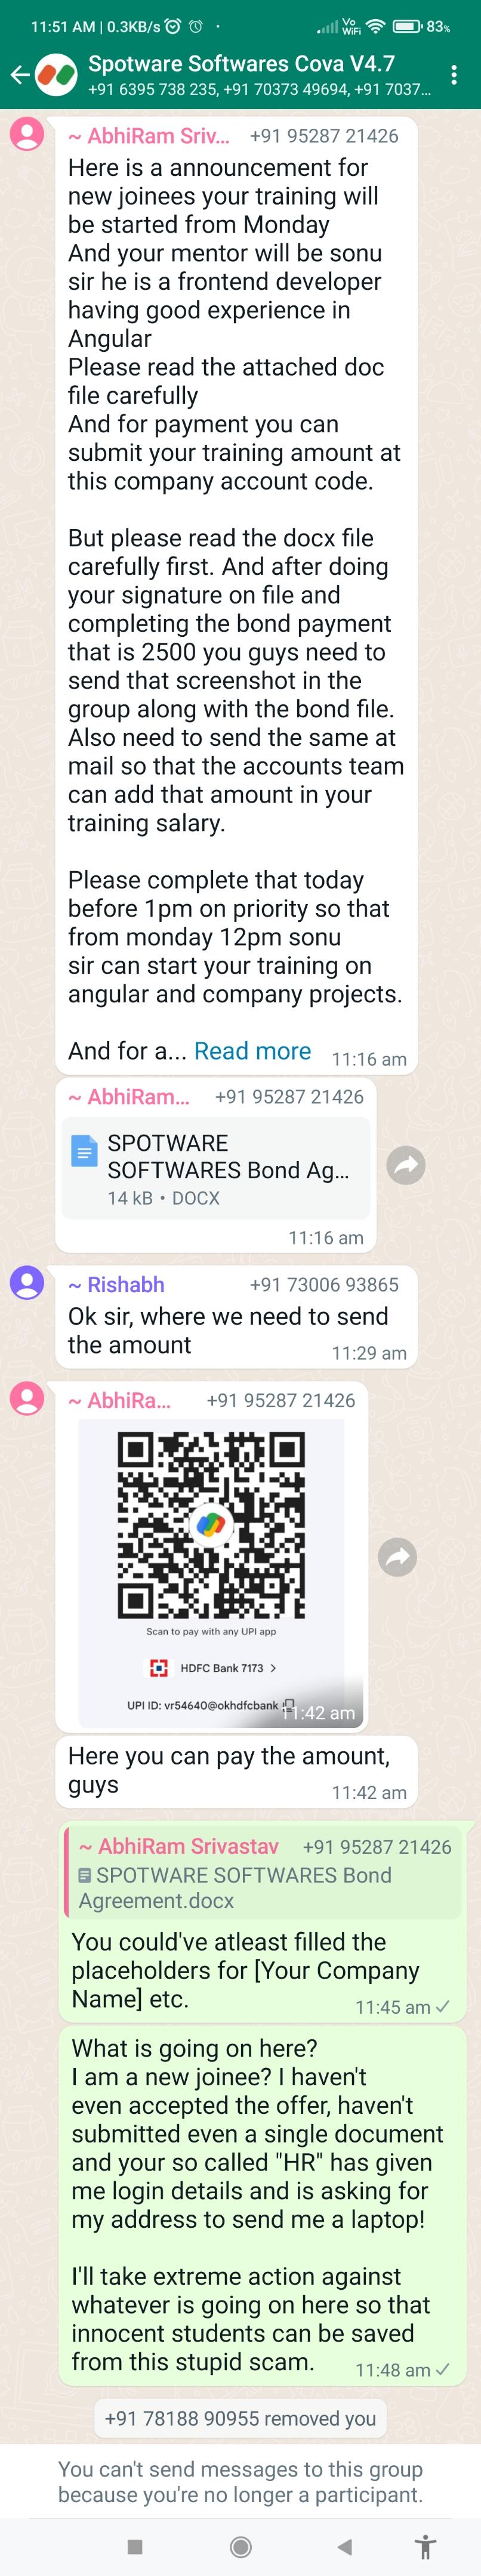 11:51 AM | 0.3KB/s
Vo WiFi
83%
Spotware Softwares Cova V4.7
+91 6395 738 235, +91 70373 49694, +91 7037...
~ AbhiRam Sriv... +91 95287 21426
Here is a announcement for
new joinees your training will
be started from Monday
And your mentor will be sonu
sir he is a frontend developer
having good experience in
Angular
Please read the attached doc
file carefully
And for payment you can
submit your training amount at
this company account code.
But please read the docx file
carefully first. And after doing
your signature on file and
completing the bond payment
that is 2500 you guys need to
send that screenshot in the
group along with the bond file.
Also need to send the same at
mail so that the accounts team
can add that amount in your
training salary.
Please complete that today
before 1pm on priority so that
from monday 12pm sonu
sir can start your training on
angular and company projects.
And for a... Read more 11:16 am
~ AbhiRam... +91 95287 21426
SPOTWARE
SOFTWARES Bond Ag...
14 kB • DOCX
11:16 am
~ Rishabh +91 73006 93865
Ok sir, where we need to send
the amount 11:29 am
~ AbhiRa... +91 95287 21426
Scan to pay with any UPI app
HDFC Bank 7173 >
UPI ID: vr54640@okhdfcbank
11:42 am
Here you can pay the amount,
guys 11:42 am
~ AbhiRam Srivastav +91 95287 21426
SPOTWARE SOFTWARES Bond
Agreement.docx
You could've atleast filled the
placeholders for [Your Company
Name] etc. 11:45 am
What is going on here?
I am a new joinee? I haven't
even accepted the offer, haven't
submitted even a single document
and your so called "HR" has given
me login details and is asking for
my address to send me a laptop!
I'll take extreme action against
whatever is going on here so that
innocent students can be saved
from this stupid scam. 11:48 am
+91 78188 90955 removed you
You can't send messages to this group
because you're no longer a participant.